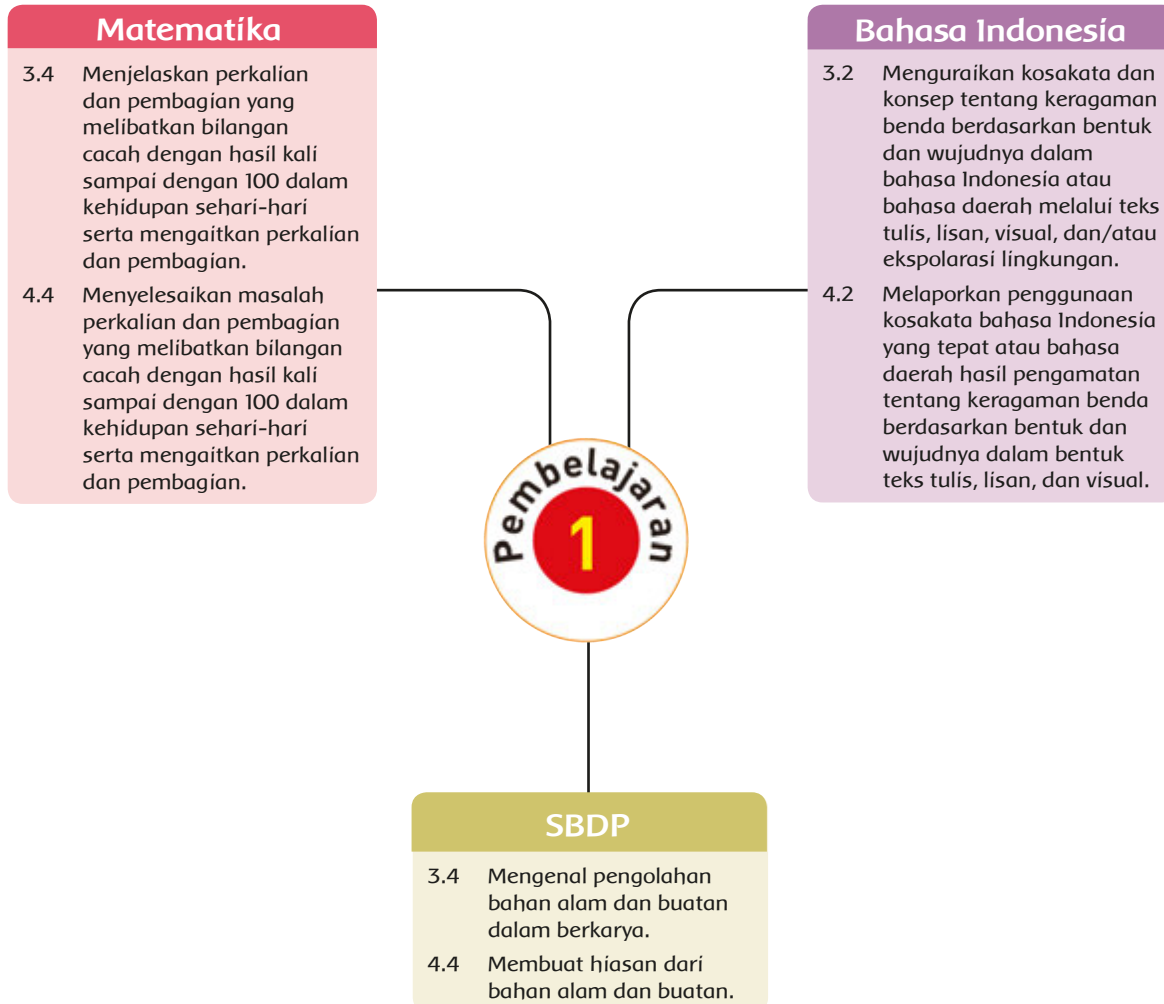 Matematika
3.4 Menjelaskan perkalian
dan pembagian yang
melibatkan bilangan
cacah dengan hasil kali
sampai dengan 100 dalam
kehidupan sehari-hari
serta mengaitkan perkalian
dan pembagian.
4.4 Menyelesaikan masalah
perkalian dan pembagian
yang melibatkan bilangan
cacah dengan hasil kali
sampai dengan 100 dalam
kehidupan sehari-hari
serta mengaitkan perkalian
dan pembagian.
Bahasa Indonesia
3.2 Menguraikan kosakata dan
konsep tentang keragaman
benda berdasarkan bentuk
dan wujudnya dalam
bahasa Indonesia atau
bahasa daerah melalui teks
tulis, lisan, visual, dan/atau
ekspolarasi lingkungan.
4.2 Melaporkan penggunaan
kosakata bahasa Indonesia
yang tepat atau bahasa
daerah hasil pengamatan
tentang keragaman benda
berdasarkan bentuk dan
wujudnya dalam bentuk
teks tulis, lisan, dan visual.
Pembelajaran
1
SBDP
3.4 Mengenal pengolahan
bahan alam dan buatan
dalam berkarya.
4.4 Membuat hiasan dari
bahan alam dan buatan.